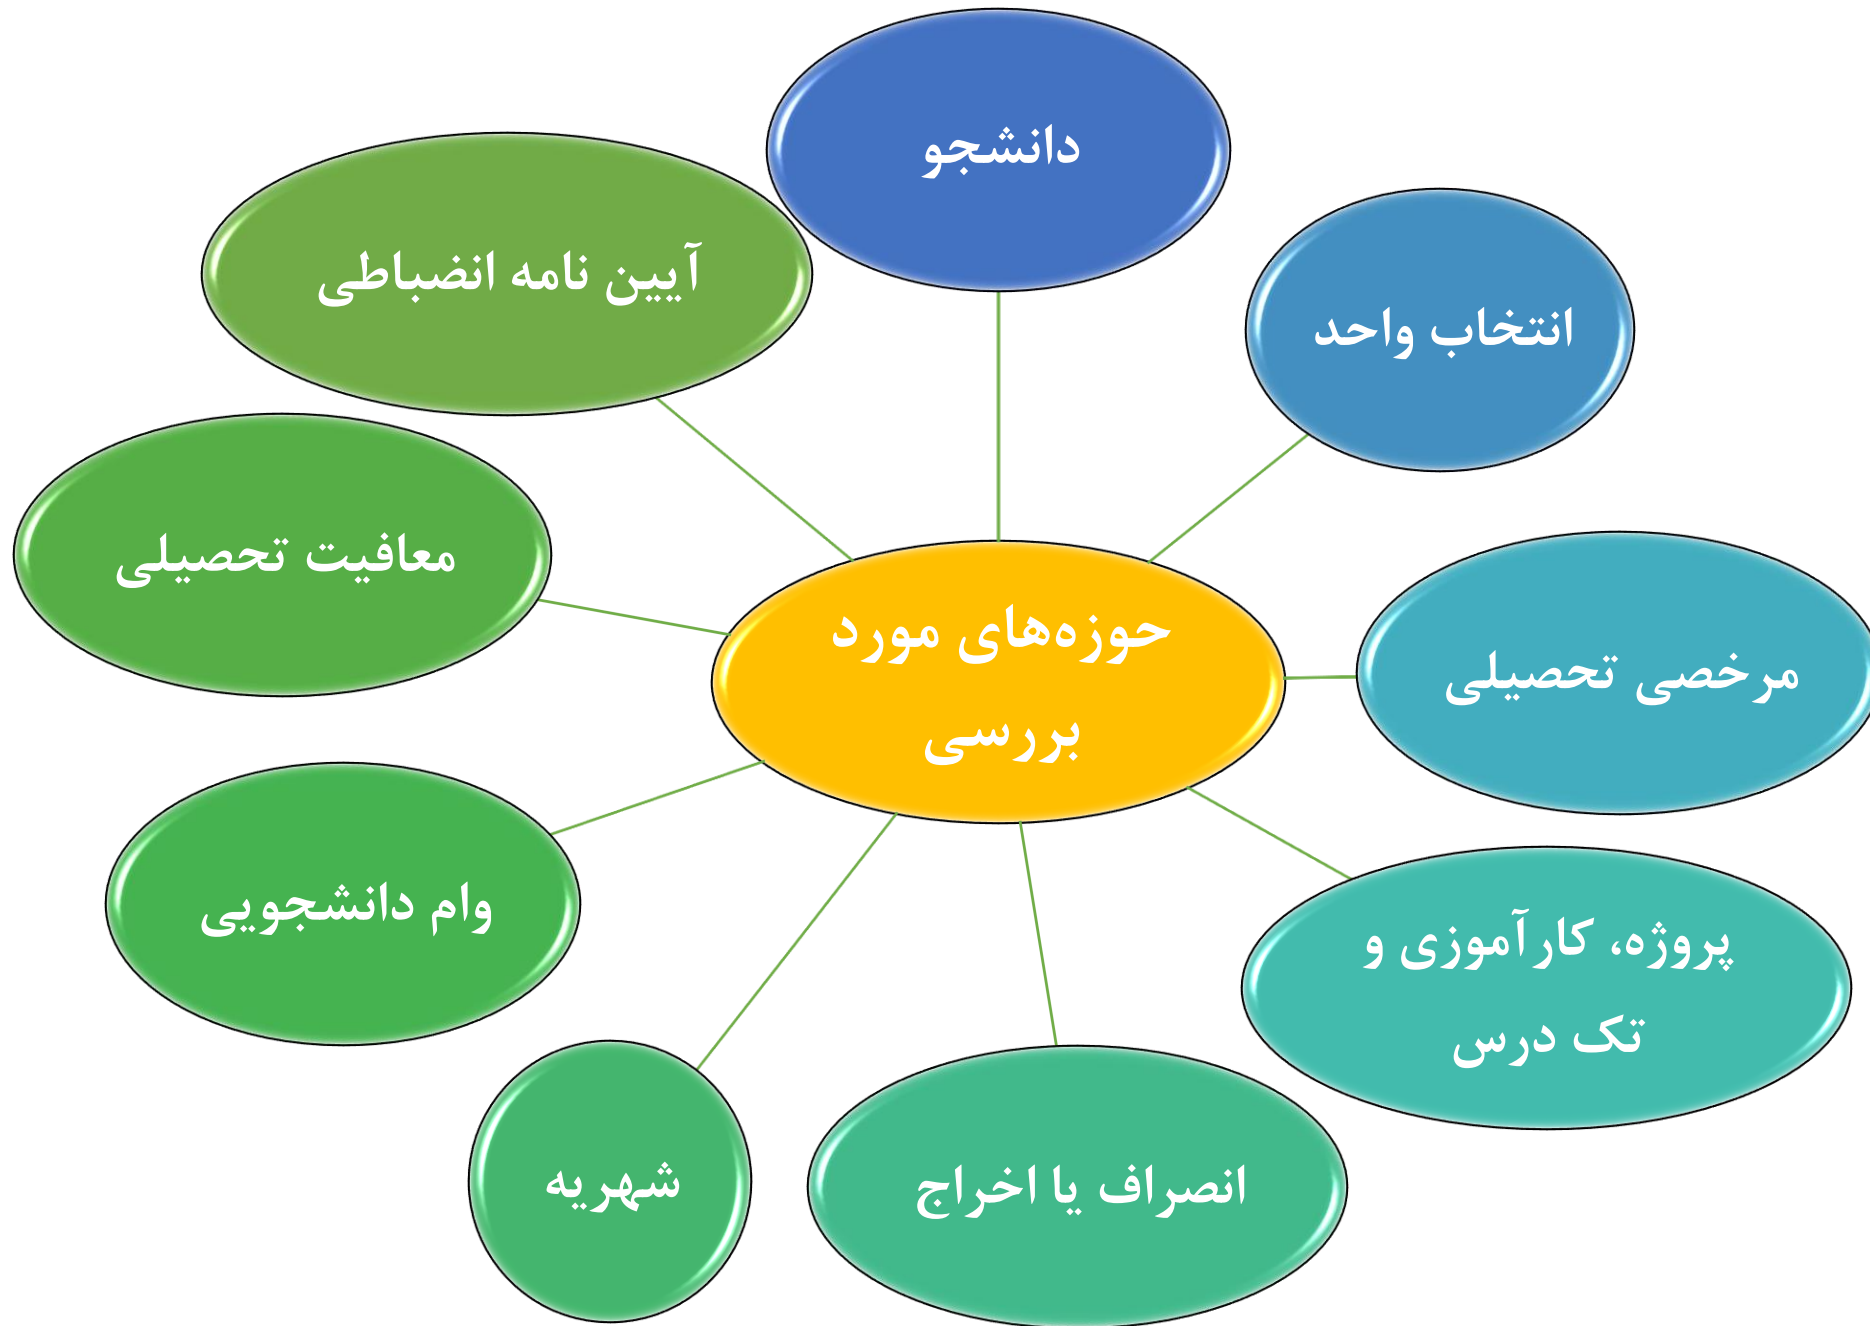 دانشجو
انتخاب واحد
مرخصی تحصیلی
پروژه، کارآموزی و
تک درس
انصراف یا اخراج
شهریه
وام دانشجویی
معافیت تحصیلی
آیین نامه انضباطی
حوزه‌های مورد
بررسی